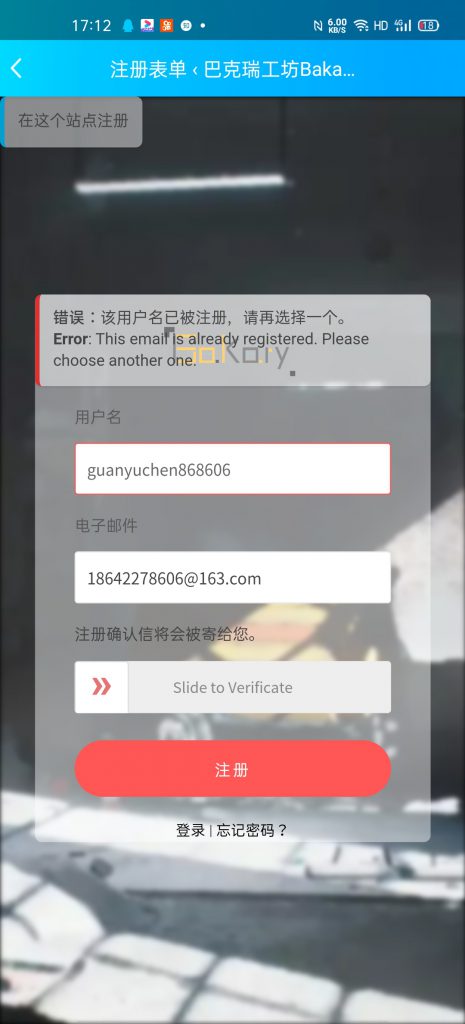 17:12
6.00
KB/S
HD
4G
18
注册表单 ‹ 巴克瑞工坊Baka…
在这个站点注册
错误：该用户名已被注册，请再选择一个。
Error: This email is already registered. Please
choose another one.
用户名
guanyuchen868606
电子邮件
18642278606@163.com
注册确认信将会被寄给您。
Slide to Verificate
注册
登录 | 忘记密码？